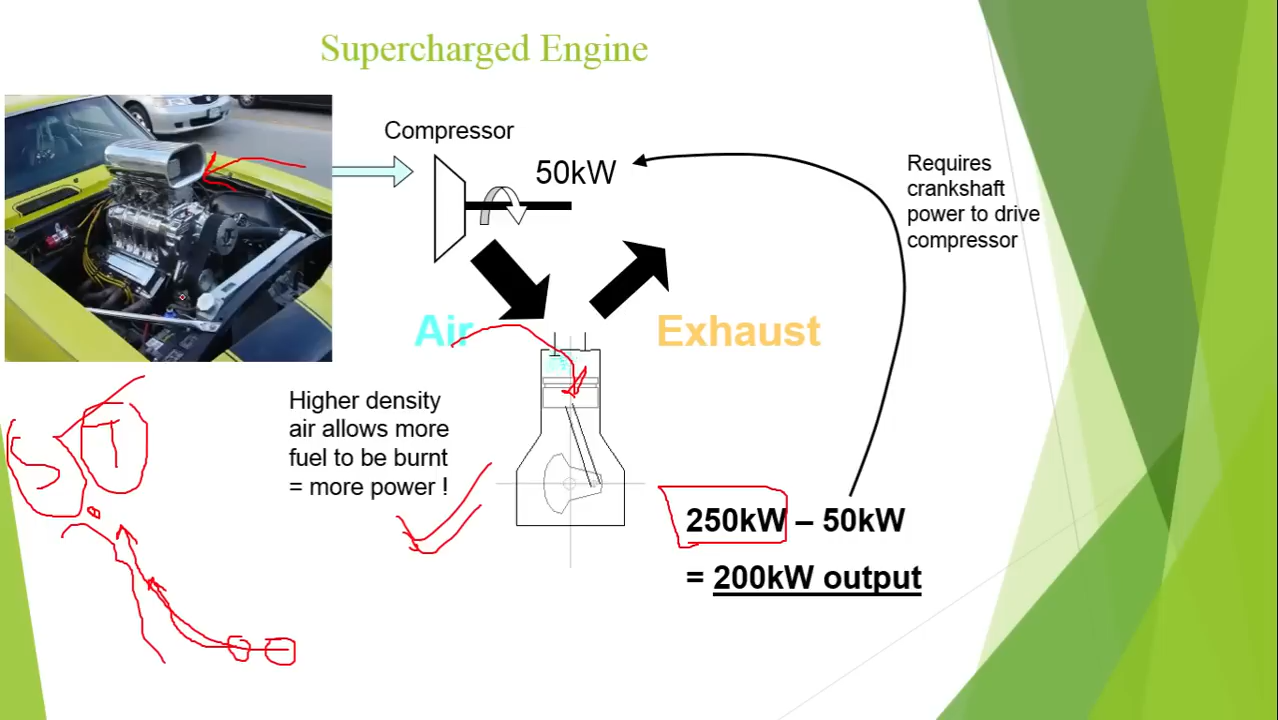 Supercharged Engine
Compressor
50kW
Requires
crankshaft
power to drive
compressor
Air
Exhaust
Higher density
air allows more
fuel to be burnt
= more power !
S
T
250kW – 50kW
= 200kW output